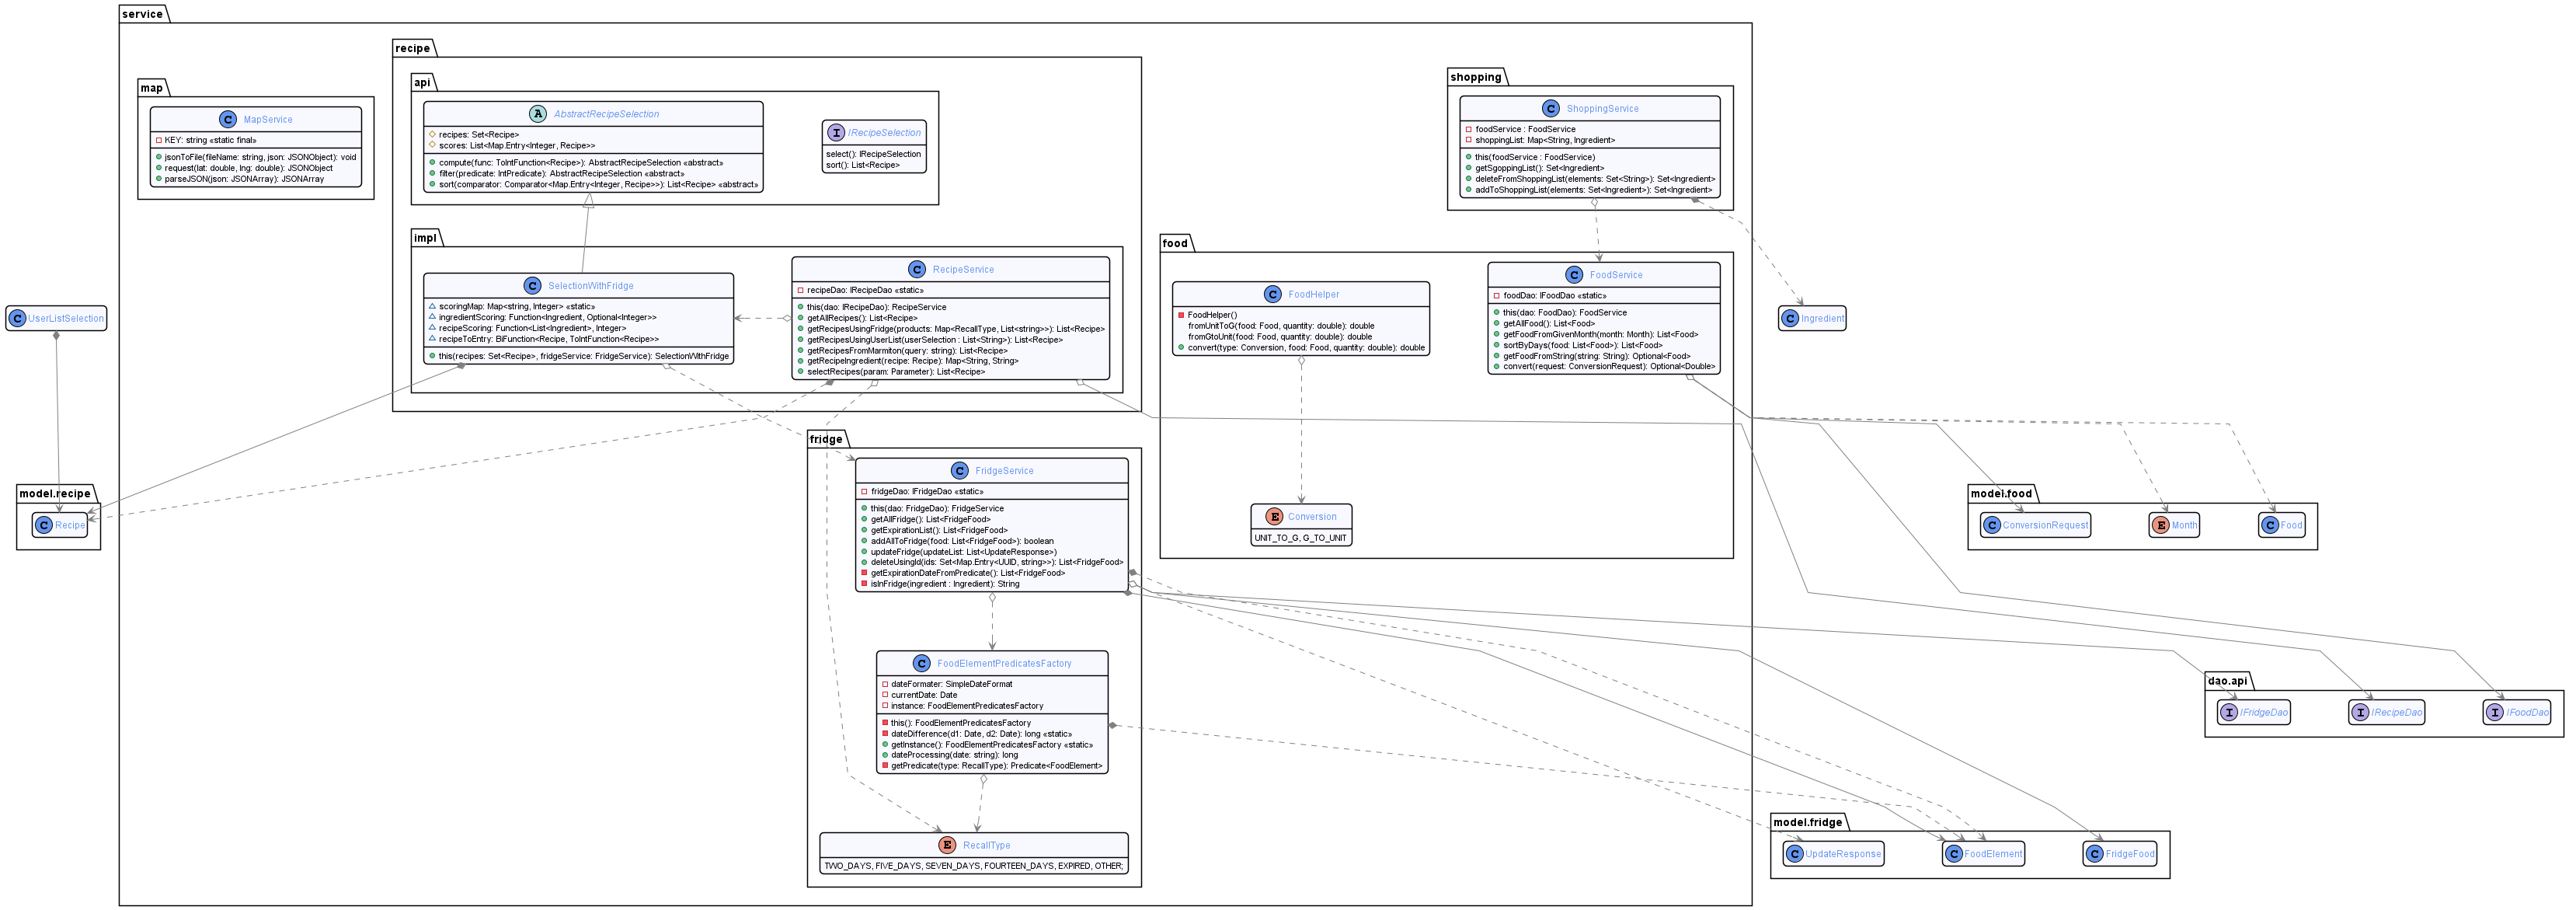 service
map
C MapService
KEY: string «static final»
jsonToFile(fileName: string, json: JSONObject): void
request(lat: double, lng: double): JSONObject
parseJSON(json: JSONArray): JSONArray
recipe
api
A AbstractRecipeSelection
recipes: Set<Recipe>
scores: List<Map.Entry<Integer, Recipe>>
compute(func: ToIntFunction<Recipe>): AbstractRecipeSelection «abstract»
filter(predicate: IntPredicate): AbstractRecipeSelection «abstract»
sort(comparator: Comparator<Map.Entry<Integer, Recipe>>): List<Recipe> «abstract»
I IRecipeSelection
select(): IRecipeSelection
sort(): List<Recipe>
impl
C SelectionWithFridge
scoringMap: Map<string, Integer> «static»
ingredientScoring: Function<Ingredient, Optional<Integer>>
recipeScoring: Function<List<Ingredient>, Integer>
recipeToEntry: BiFunction<Recipe, ToIntFunction<Recipe>>
this(recipes: Set<Recipe>, fridgeService: FridgeService): SelectionWithFridge
C RecipeService
recipeDao: IRecipeDao «static»
this(dao: IRecipeDao): RecipeService
getAllRecipes(): List<Recipe>
getRecipesUsingFridge(products: Map<RecallType, List<string>>): List<Recipe>
getRecipesUsingUserList(userSelection : List<String>): List<Recipe>
getRecipesFromMarmiton(query: string): List<Recipe>
getRecipeIngredient(recipe: Recipe): Map<String, String>
selectRecipes(param: Parameter): List<Recipe>
shopping
C ShoppingService
foodService : FoodService
shoppingList: Map<String, Ingredient>
this(foodService : FoodService)
getSgoppingList(): Set<Ingredient>
deleteFromShoppingList(elements: Set<String>): Set<Ingredient>
addToShoppingList(elements: Set<Ingredient>): Set<Ingredient>
food
C FoodHelper
FoodHelper()
fromUnitToG(food: Food, quantity: double): double
fromGtoUnit(food: Food, quantity: double): double
convert(type: Conversion, food: Food, quantity: double): double
C FoodService
foodDao: IFoodDao «static»
this(dao: FoodDao): FoodService
getAllFood(): List<Food>
getFoodFromGivenMonth(month: Month): List<Food>
sortByDays(food: List<Food>): List<Food>
getFoodFromString(string: String): Optional<Food>
convert(request: ConversionRequest): Optional<Double>
E Conversion
UNIT_TO_G, G_TO_UNIT
C UserListSelection
C Ingredient
fridge
C FridgeService
fridgeDao: IFridgeDao «static»
this(dao: FridgeDao): FridgeService
getAllFridge(): List<FridgeFood>
getExpirationList(): List<FridgeFood>
addAllToFridge(food: List<FridgeFood>): boolean
updateFridge(updateList: List<UpdateResponse>)
deleteUsingId(ids: Set<Map.Entry<UUID, string>>): List<FridgeFood>
getExpirationDateFromPredicate(): List<FridgeFood>
isInFridge(ingredient : Ingredient): String
C FoodElementPredicatesFactory
dateFormater: SimpleDateFormat
currentDate: Date
instance: FoodElementPredicatesFactory
this(): FoodElementPredicatesFactory
dateDifference(d1: Date, d2: Date): long «static»
getInstance(): FoodElementPredicatesFactory «static»
dateProcessing(date: string): long
getPredicate(type: RecallType): Predicate<FoodElement>
E RecallType
TWO_DAYS, FIVE_DAYS, SEVEN_DAYS, FOURTEEN_DAYS, EXPIRED, OTHER;
model.recipe
C Recipe
model.food
C ConversionRequest
E Month
C Food
dao.api
I IFridgeDao
I IRecipeDao
I IFoodDao
model.fridge
C UpdateResponse
C FoodElement
C FridgeFood